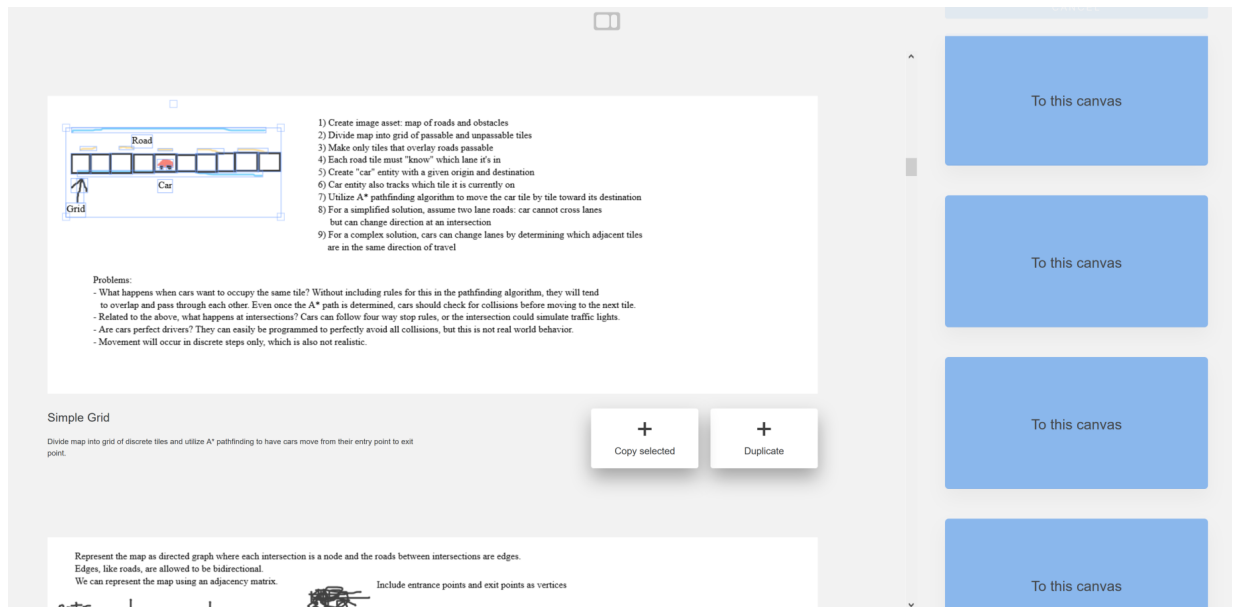 Road
Car
Grid
1) Create image asset: map of roads and obstacles
2) Divide map into grid of passable and unpassable tiles
3) Make only tiles that overlay roads passable
4) Each road tile must "know" which lane it's in
5) Create "car" entity with a given origin and destination
6) Car entity also tracks which tile it is currently on
7) Utilize A* pathfinding algorithm to move the car tile by tile toward its destination
8) For a simplified solution, assume two lane roads: car cannot cross lanes
but can change direction at an intersection
9) For a complex solution, cars can change lanes by determining which adjacent tiles
are in the same direction of travel
Problems:
- What happens when cars want to occupy the same tile? Without including rules for this in the pathfinding algorithm, they will tend
to overlap and pass through each other. Even once the A* path is determined, cars should check for collisions before moving to the next tile.
- Related to the above, what happens at intersections? Cars can follow four way stop rules, or the intersection could simulate traffic lights.
- Are cars perfect drivers? They can easily be programmed to perfectly avoid all collisions, but this is not real world behavior.
- Movement will occur in discrete steps only, which is also not realistic.
Simple Grid
Divide map into grid of discrete tiles and utilize A* pathfinding to have cars move from their entry point to exit
point.
+
Copy selected
+
Duplicate
Represent the map as directed graph where each intersection is a node and the roads between intersections are edges.
Edges, like roads, are allowed to be bidirectional.
We can represent the map using an adjacency matrix.
Include entrance points and exit points as vertices
To this canvas
To this canvas
To this canvas
To this canvas